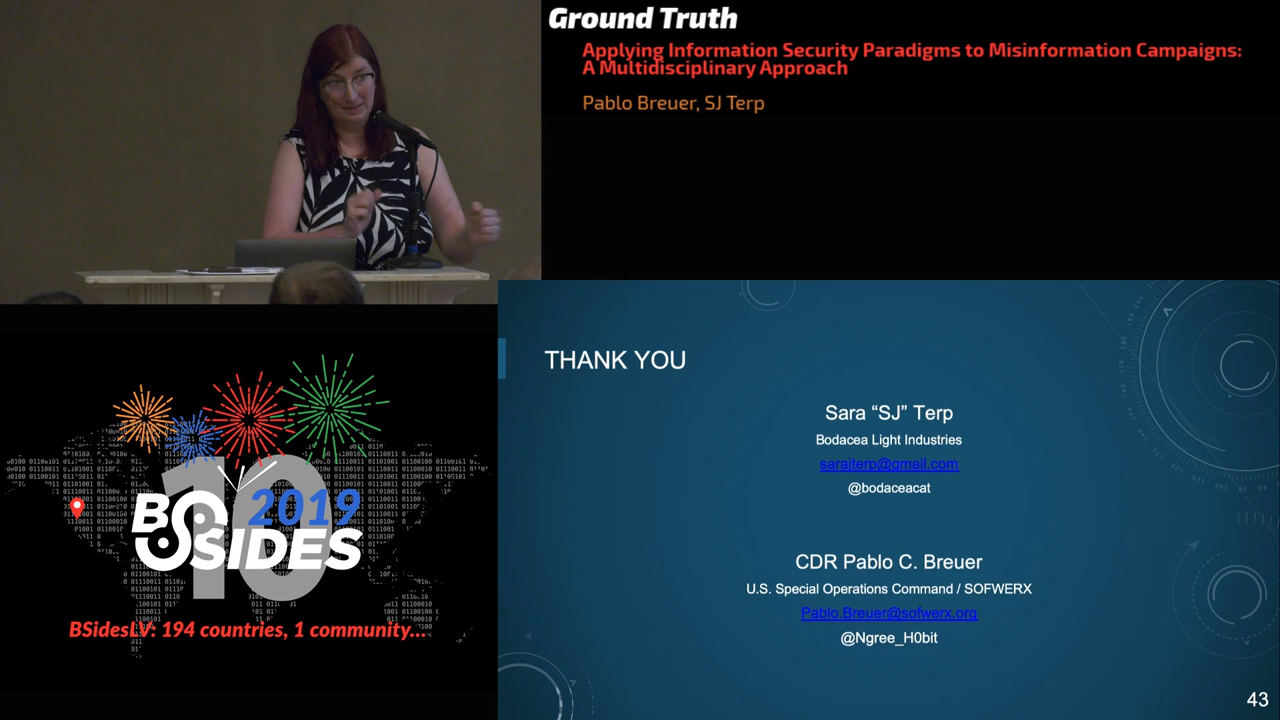 Ground Truth
Applying Information Security Paradigms to Misinformation Campaigns:
A Multidisciplinary Approach
Pablo Breuer, SJ Terp
THANK YOU
Sara “SJ” Terp
Bodacea Light Industries
sarajterp@gmail.com
@bodaceacat
CDR Pablo C. Breuer
U.S. Special Operations Command / SOFWERX
Pablo.Breuer@sofwerx.org
@Ngree_H0bit
43
10
2019
BSIDES
BSidesLV: 194 countries, 1 community...